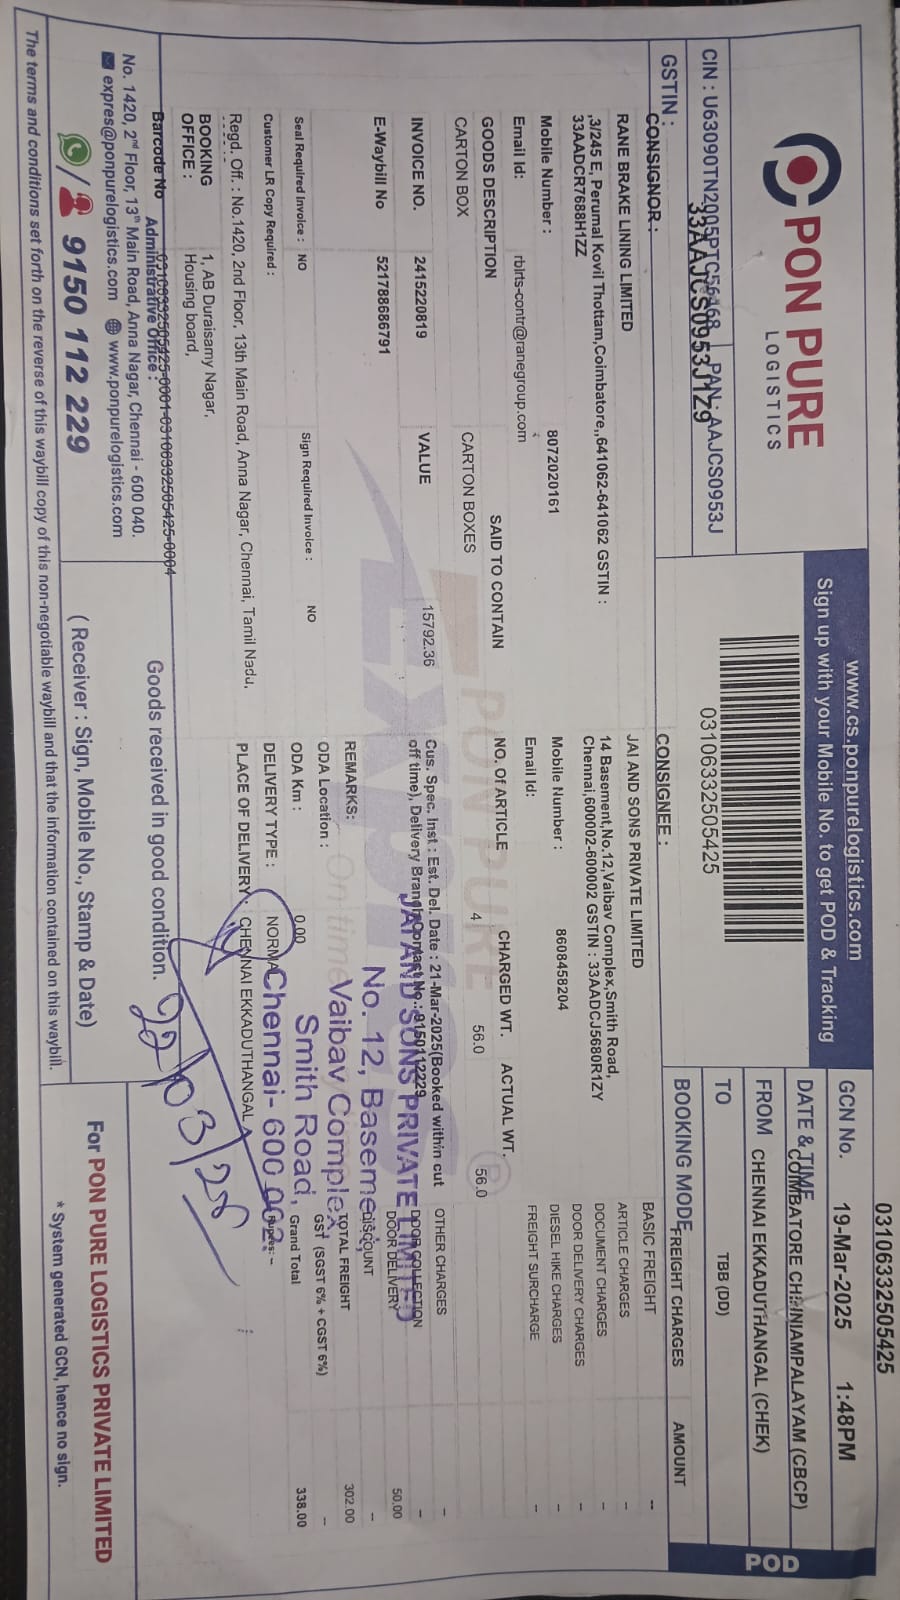 0310633250​5425
PON PURE
LOGISTICS
CIN : U63090TN2005PTC56168 PAN : AAJCS0953J
GSTIN : 33AAJCS0953J1Z9
www.cs.ponpurelogistics.com
Sign up with your Mobile No. to get POD & Tracking
03106332505425
GCN No. 19-Mar-2025 1:48PM
DATE & TIME
COIMBATORE CHINNIAMPALAYAM (CBCP)
FROM CHENNAI EKKADUTHANGAL (CHEK)
TO TBB (DD)
BOOKING MODE
POD
CONSIGNOR :
RANE BRAKE LINING LIMITED
,3/245 E, Perumal Kovil Thottam,Coimbatore,,641062-641062 GSTIN :
33AADCR7688H1ZZ
Mobile Number : 8072020161
Email Id: rblrts-contr@ranegroup.com
CONSIGNEE :
JAI AND SONS PRIVATE LIMITED
14 Basement,No.12,Vaibav Complex,Smith Road,
Chennai,600002-600002 GSTIN : 33AADCJ5680R1ZY
Mobile Number : 8608458204
Email Id:
FREIGHT CHARGES AMOUNT
BASIC FREIGHT --
ARTICLE CHARGES --
DOCUMENT CHARGES --
DOOR DELIVERY CHARGES --
DIESEL HIKE CHARGES --
FREIGHT SURCHARGE --
OTHER CHARGES --
DOOR COLLECTION --
DOOR DELIVERY 50.00
DISCOUNT --
TOTAL FREIGHT 302.00
GST (SGST 6% + CGST 6%) --
Grand Total 338.00
Rupees: -
GOODS DESCRIPTION SAID TO CONTAIN NO. Of ARTICLE CHARGED WT. ACTUAL WT.
CARTON BOX CARTON BOXES 4 56.0 56.0
INVOICE NO. 2415220819 VALUE 15792.36
E-Waybill No 521788686791
Cus. Spec. Inst : Est. Del. Date : 21-Mar-2025(Booked within cut
off time), Delivery Branch Contact No.: 9150112229
REMARKS:
ODA Location :
ODA Km : 0.00
DELIVERY TYPE : NORMAL
PLACE OF DELIVERY : CHENNAI EKKADUTHANGAL
Seal Required Invoice : NO Sign Required Invoice : NO
Customer LR Copy Required :
PON PURE
EXPRESS
On time
JAI AND SONS PRIVATE LIMITED
No. 12, Basement,
Vaibav Complex,
Smith Road,
Chennai- 600 002.
Regd. Off. : No.1420, 2nd Floor, 13th Main Road, Anna Nagar, Chennai, Tamil Nadu,
BOOKING OFFICE : 1, AB Duraisamy Nagar,
Housing board,
Barcode No 03106332505425-0001-03106332505425-0004
Administrative Office :
No. 1420, 2nd Floor, 13th Main Road, Anna Nagar, Chennai - 600 040.
expres@ponpurelogistics.com www.ponpurelogistics.com
9150 112 229
Goods received in good condition.
( Receiver : Sign, Mobile No., Stamp & Date)
For PON PURE LOGISTICS PRIVATE LIMITED
* System generated GCN, hence no sign.
The terms and conditions set forth on the reverse of this waybill copy of this non-negotiable waybill and that the information contained on this waybill.